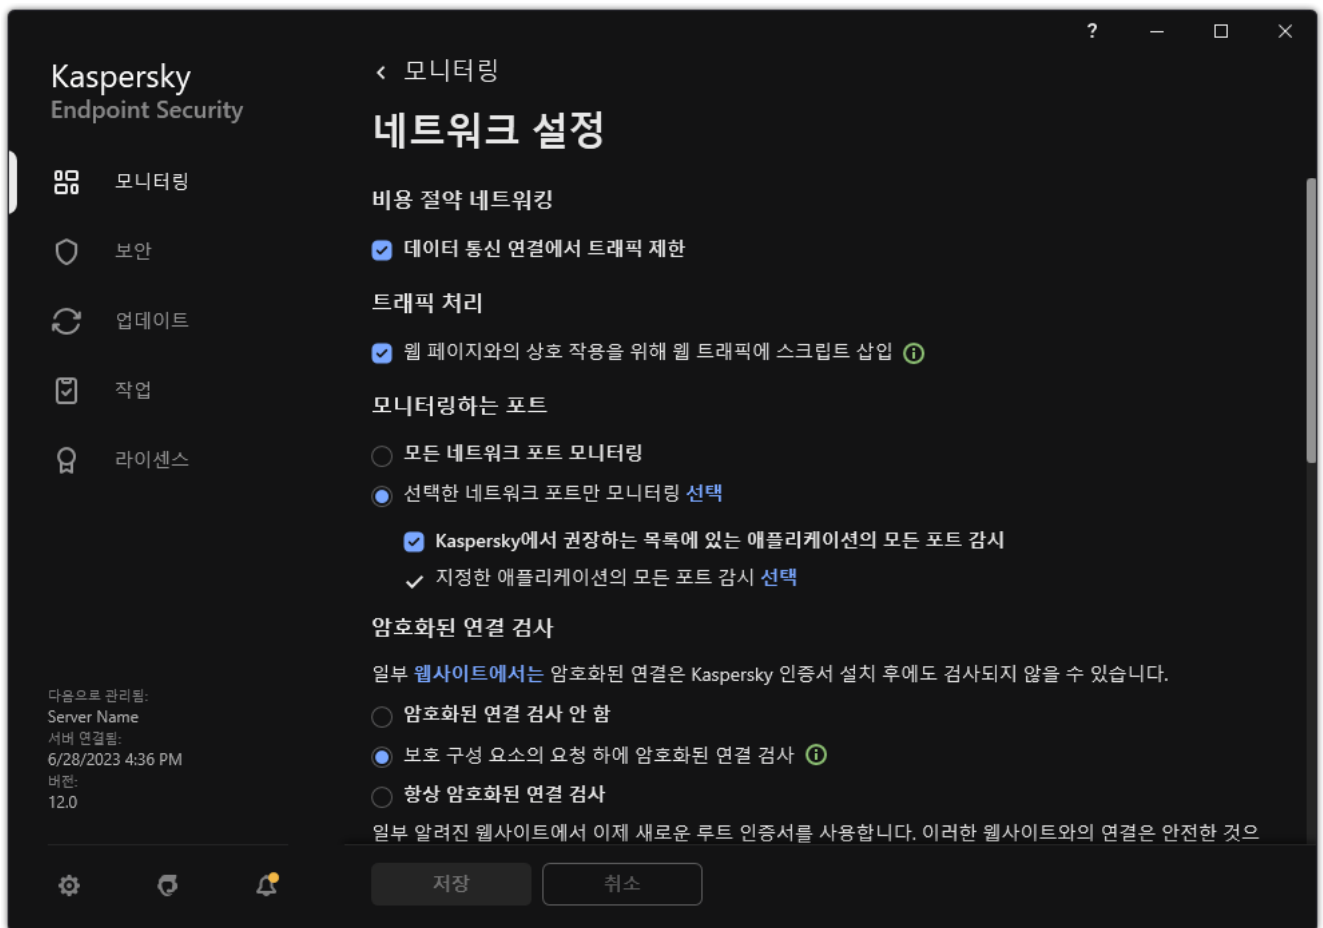 ?
Kaspersky
Endpoint Security
모니터링
보안
업데이트
작업
라이센스
다음으로 관리됨:
Server Name
서버 연결됨:
6/28/2023 4:36 PM
버전:
12.0
모니터링
네트워크 설정
비용 절약 네트워킹
데이터 통신 연결에서 트래픽 제한
트래픽 처리
웹 페이지와의 상호 작용을 위해 웹 트래픽에 스크립트 삽입
모니터링하는 포트
모든 네트워크 포트 모니터링
선택한 네트워크 포트만 모니터링 선택
Kaspersky에서 권장하는 목록에 있는 애플리케이션의 모든 포트 감시
지정한 애플리케이션의 모든 포트 감시 선택
암호화된 연결 검사
일부 웹사이트에서는 암호화된 연결은 Kaspersky 인증서 설치 후에도 검사되지 않을 수 있습니다.
암호화된 연결 검사 안 함
보호 구성 요소의 요청 하에 암호화된 연결 검사
항상 암호화된 연결 검사
일부 알려진 웹사이트에서 이제 새로운 루트 인증서를 사용합니다. 이러한 웹사이트와의 연결은 안전한 것으
저장
취소